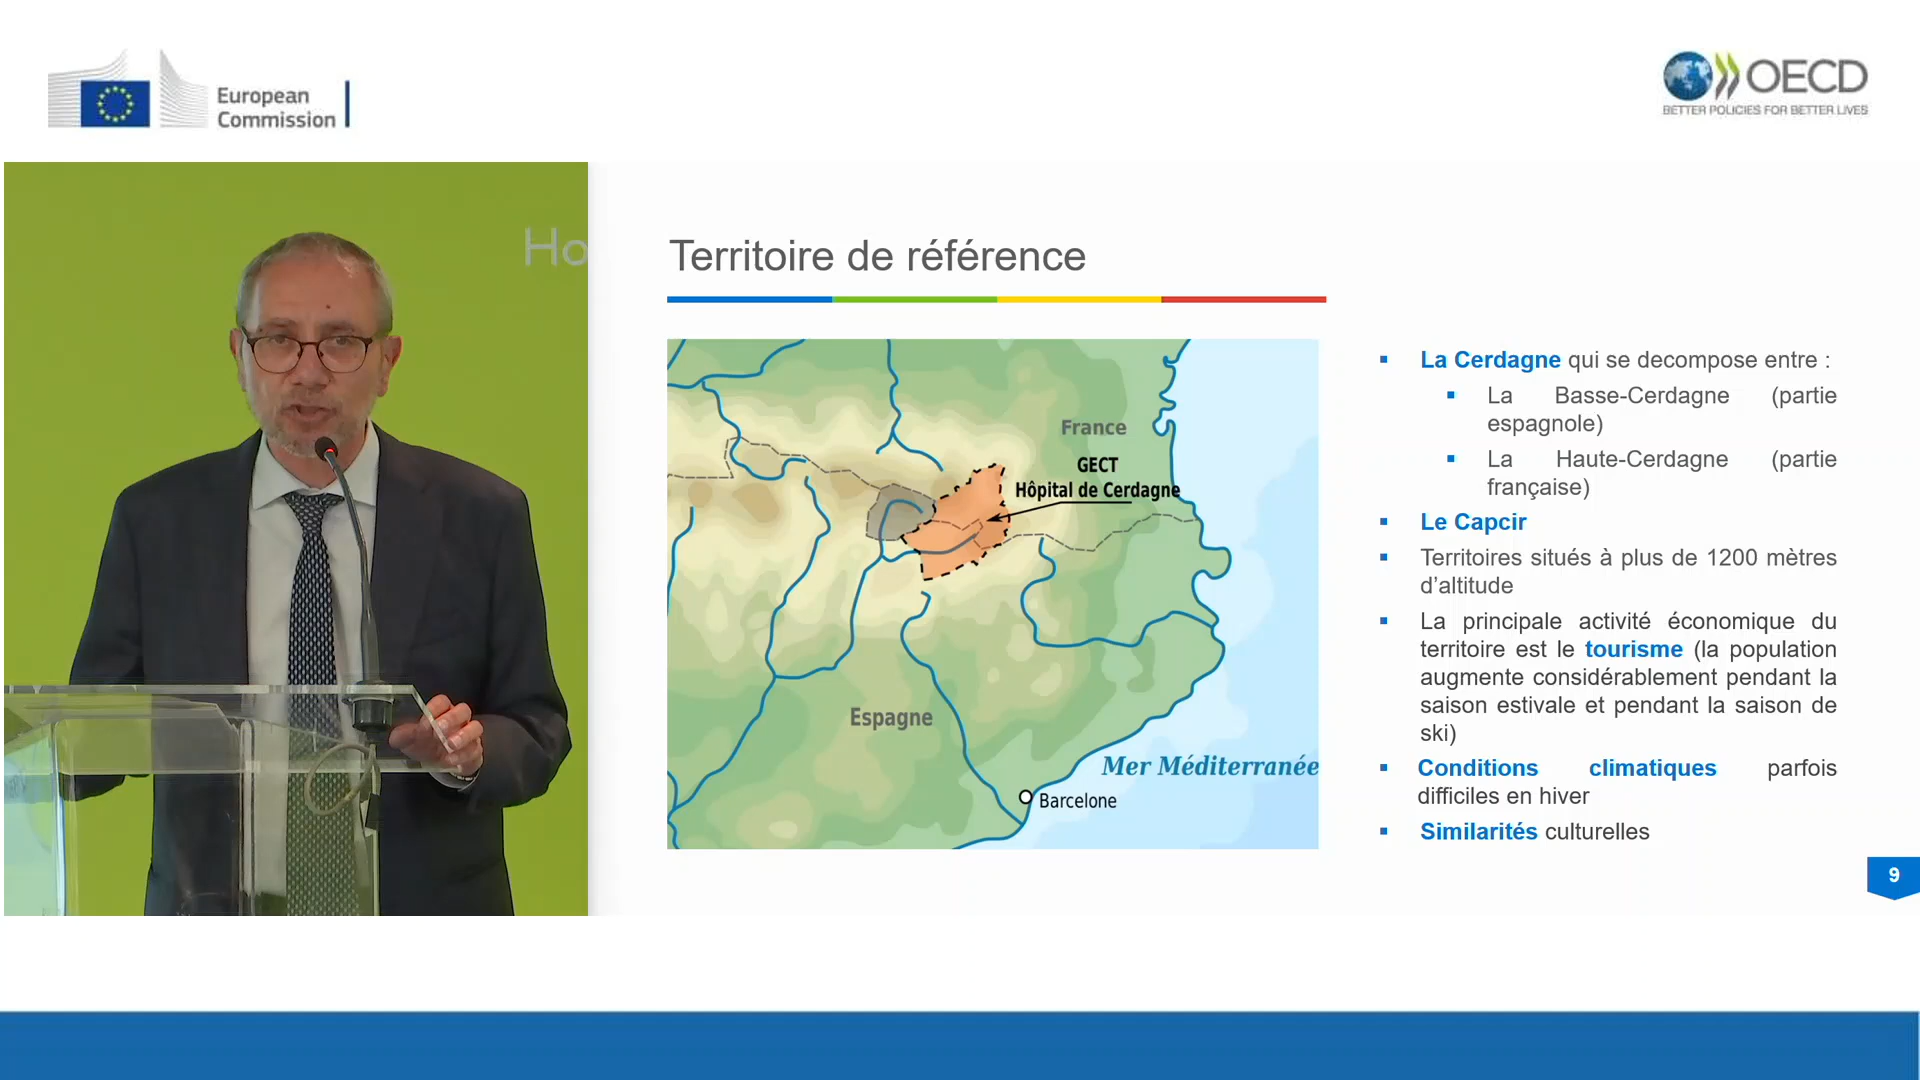 European
Commission
OECD
BETTER POLICIES FOR BETTER LIVES
Ho
Territoire de référence
France
GECT
Hôpital de Cerdagne
Espagne
Mer Méditerranée
Barcelone
▪ La Cerdagne qui se decompose entre :
▪ La Basse-Cerdagne (partie
espagnole)
▪ La Haute-Cerdagne (partie
française)
▪ Le Capcir
▪ Territoires situés à plus de 1200 mètres
d’altitude
▪ La principale activité économique du
territoire est le tourisme (la population
augmente considérablement pendant la
saison estivale et pendant la saison de
ski)
▪ Conditions climatiques parfois
difficiles en hiver
▪ Similarités culturelles
9